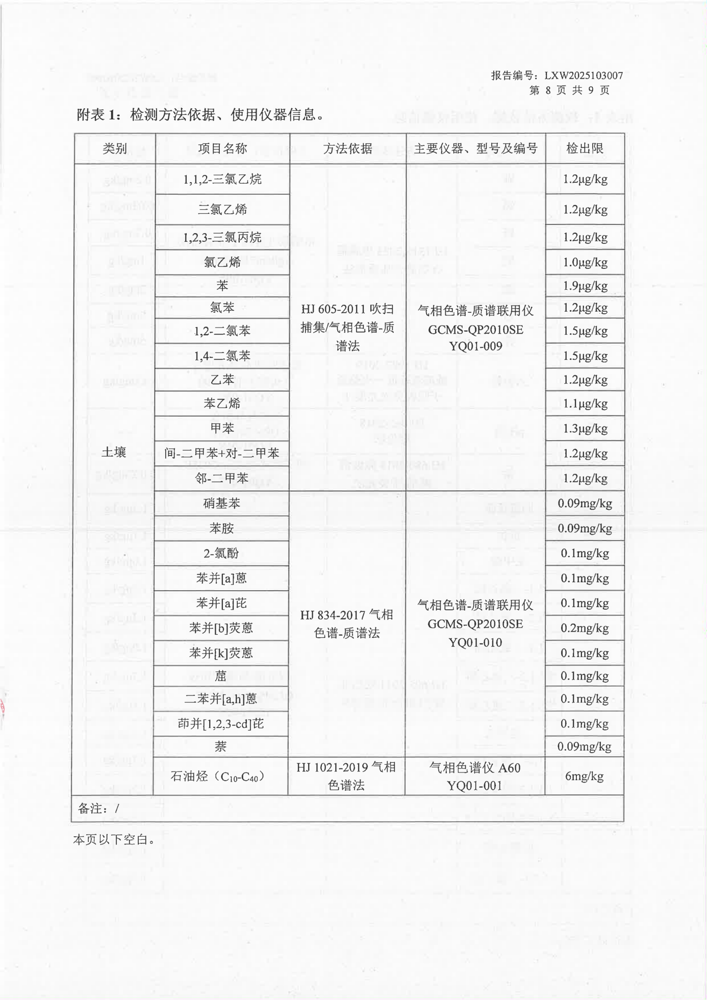 报告编号：LXW2025103007
第 8 页 共 9 页
附表 1：检测方法依据、使用仪器信息。
类别 项目名称 方法依据 主要仪器、型号及编号 检出限
土壤
1,1,2-三氯乙烷 1.2μg/kg
三氯乙烯 1.2μg/kg
1,2,3-三氯丙烷 1.2μg/kg
氯乙烯 1.0μg/kg
苯 1.9μg/kg
氯苯 1.2μg/kg
1,2-二氯苯 1.5μg/kg
1,4-二氯苯 1.5μg/kg
乙苯 1.2μg/kg
苯乙烯 1.1μg/kg
甲苯 1.3μg/kg
间-二甲苯+对-二甲苯 1.2μg/kg
邻-二甲苯 1.2μg/kg
HJ 605-2011 吹扫
捕集/气相色谱-质
谱法
气相色谱-质谱联用仪
GCMS-QP2010SE
YQ01-009
硝基苯 0.09mg/kg
苯胺 0.09mg/kg
2-氯酚 0.1mg/kg
苯并[a]蒽 0.1mg/kg
苯并[a]芘 0.1mg/kg
苯并[b]荧蒽 0.2mg/kg
苯并[k]荧蒽 0.1mg/kg
䓛 0.1mg/kg
二苯并[a,h]蒽 0.1mg/kg
茚并[1,2,3-cd]芘 0.1mg/kg
萘 0.09mg/kg
HJ 834-2017 气相
色谱-质谱法
气相色谱-质谱联用仪
GCMS-QP2010SE
YQ01-010
石油烃（C₁₀-C₄₀） 6mg/kg
HJ 1021-2019 气相
色谱法
气相色谱仪 A60
YQ01-001
备注：/
本页以下空白。